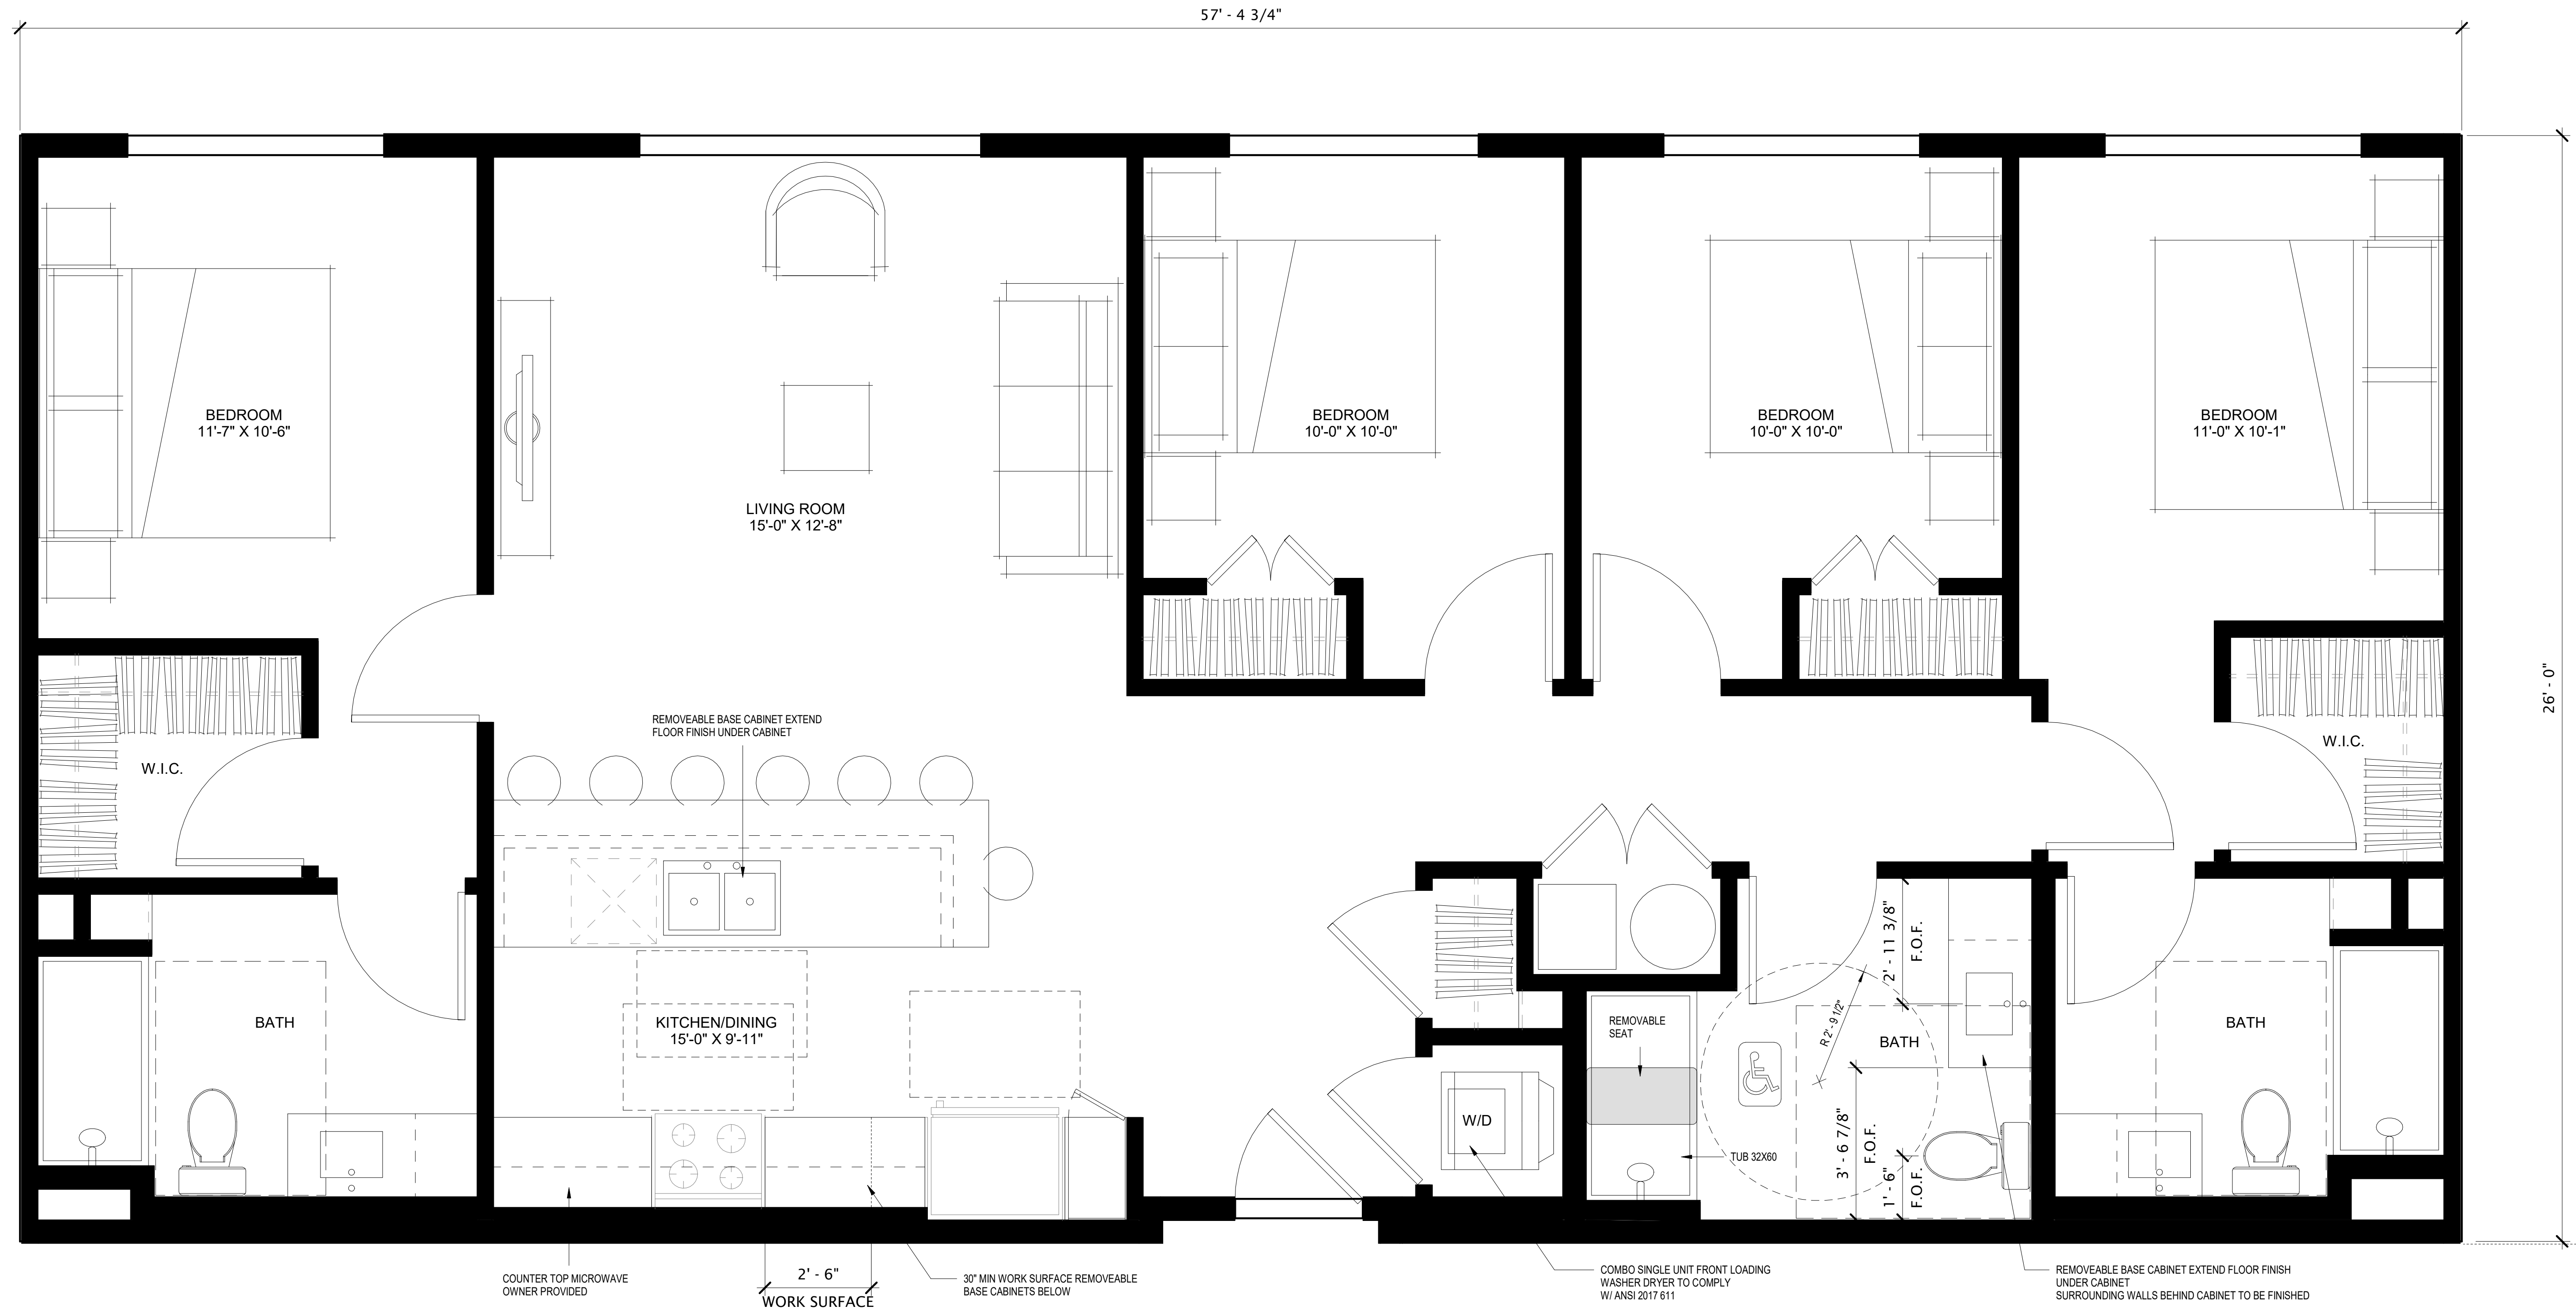 57' - 4 3/4"
BEDROOM
11'-7" X 10'-6"
BEDROOM
10'-0" X 10'-0"
BEDROOM
10'-0" X 10'-0"
BEDROOM
11'-0" X 10'-1"
LIVING ROOM
15'-0" X 12'-8"
26' - 0"
REMOVEABLE BASE CABINET EXTEND
FLOOR FINISH UNDER CABINET
W.I.C.
W.I.C.
2' - 11 3/8"
F.O.F.
BATH
KITCHEN/DINING
15'-0" X 9'-11"
REMOVABLE
SEAT
R 2' - 9 1/2"
BATH
BATH
W/D
TUB 32X60
3' - 6 7/8"
F.O.F.
1' - 6"
F.O.F.
COUNTER TOP MICROWAVE
OWNER PROVIDED
2' - 6"
WORK SURFACE
30" MIN WORK SURFACE REMOVEABLE
BASE CABINETS BELOW
COMBO SINGLE UNIT FRONT LOADING
WASHER DRYER TO COMPLY
W/ ANSI 2017 611
REMOVEABLE BASE CABINET EXTEND FLOOR FINISH
UNDER CABINET
SURROUNDING WALLS BEHIND CABINET TO BE FINISHED